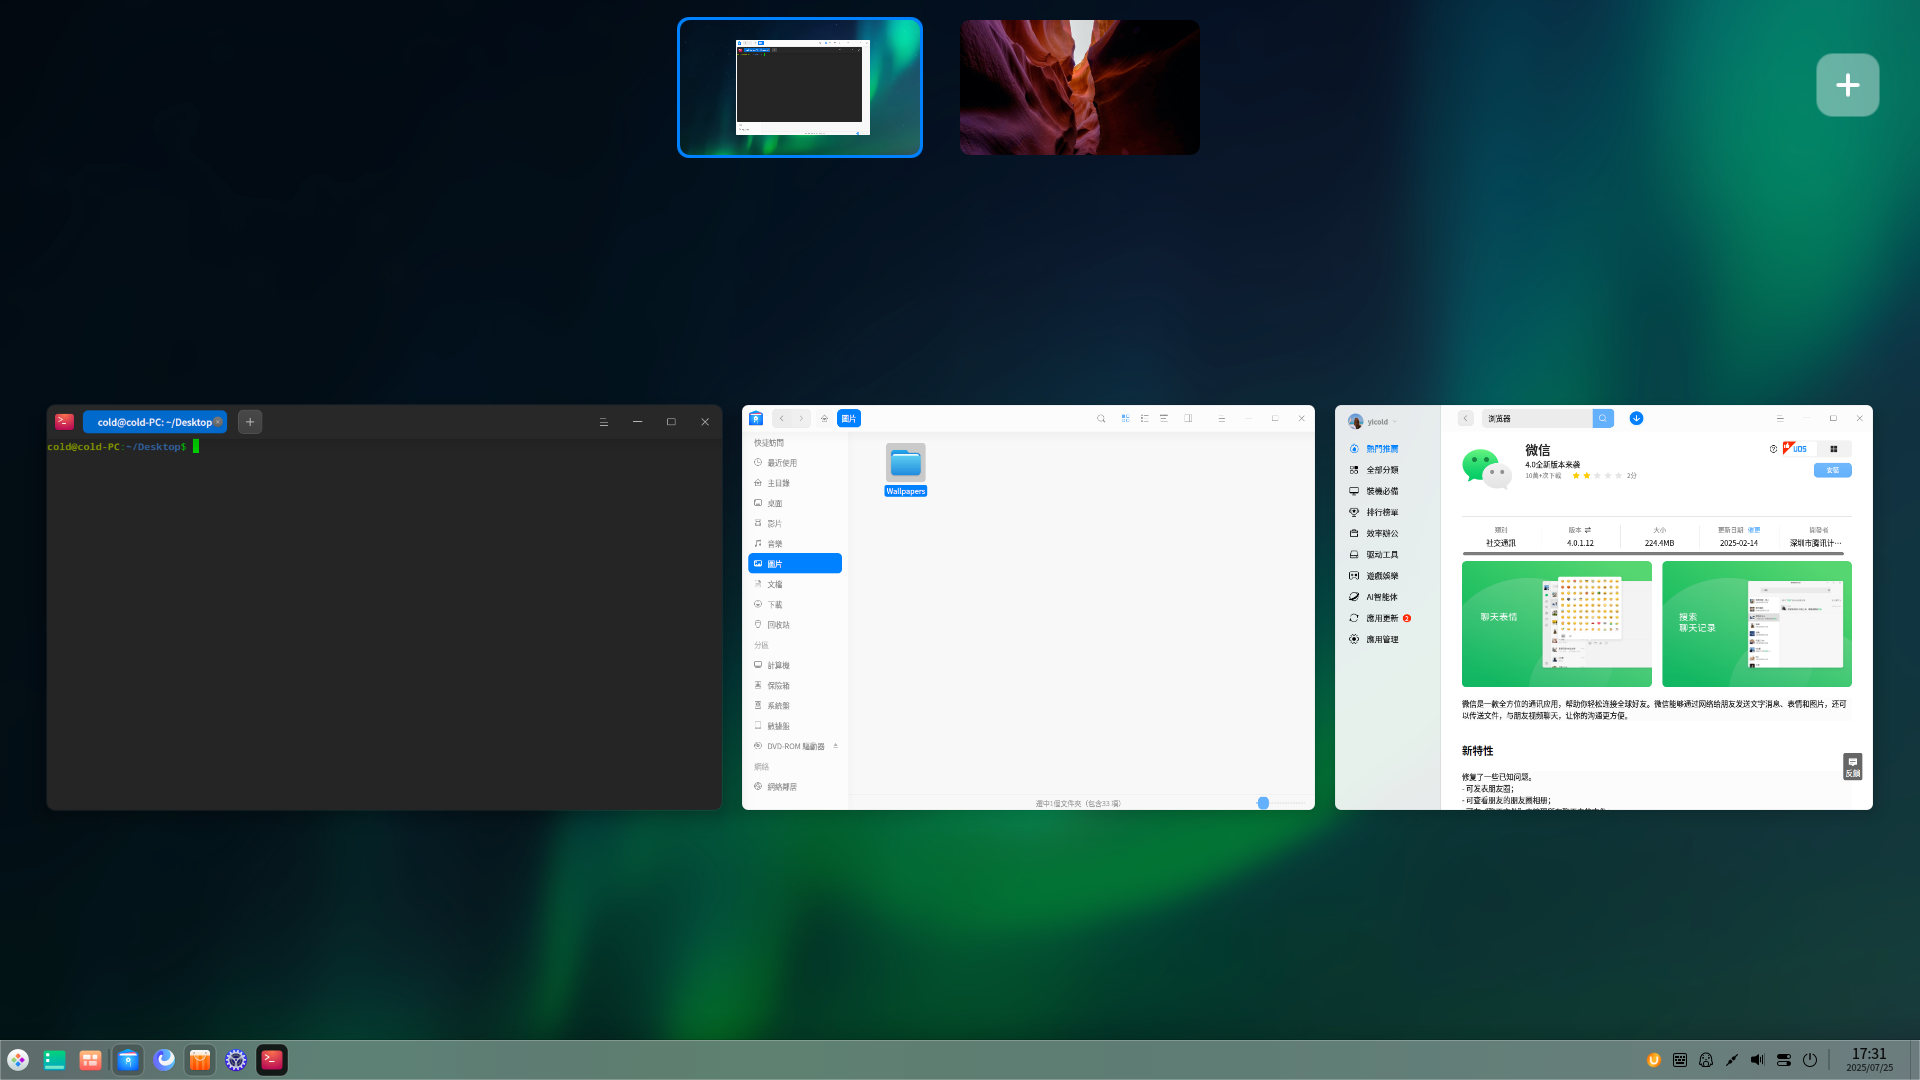 cold@cold-PC: ~/Desktop
cold@cold-PC:~/Desktop$
圖片
快捷訪問
最近使用
主目錄
桌面
影片
音樂
圖片
文檔
下載
回收站
分區
計算機
保險箱
系統盤
數據盤
DVD-ROM 驅動器
網絡
網絡鄰居
Wallpapers
選中1個文件夾（包含33 項）
yicold
熱門推薦
全部分類
裝機必備
排行榜單
效率辦公
驱动工具
遊戲娛樂
AI智能体
應用更新 2
應用管理
浏览器
微信
4.0全新版本来袭
10萬+次下載
2分
UOS
安裝
類別
版本
大小
更新日期
催更
開發者
社交通訊
4.0.1.12
224.4MB
2025-02-14
深圳市腾讯计···
聊天表情
搜索
聊天记录
微信是一款全方位的通讯应用，帮助你轻松连接全球好友。微信能够通过网络给朋友发送文字消息、表情和图片，还可
以传送文件，与朋友视频聊天，让你的沟通更方便。
新特性
修复了一些已知问题。
- 可发表朋友圈；
- 可查看朋友的朋友圈相册；
反饋
17:31
2025/07/25